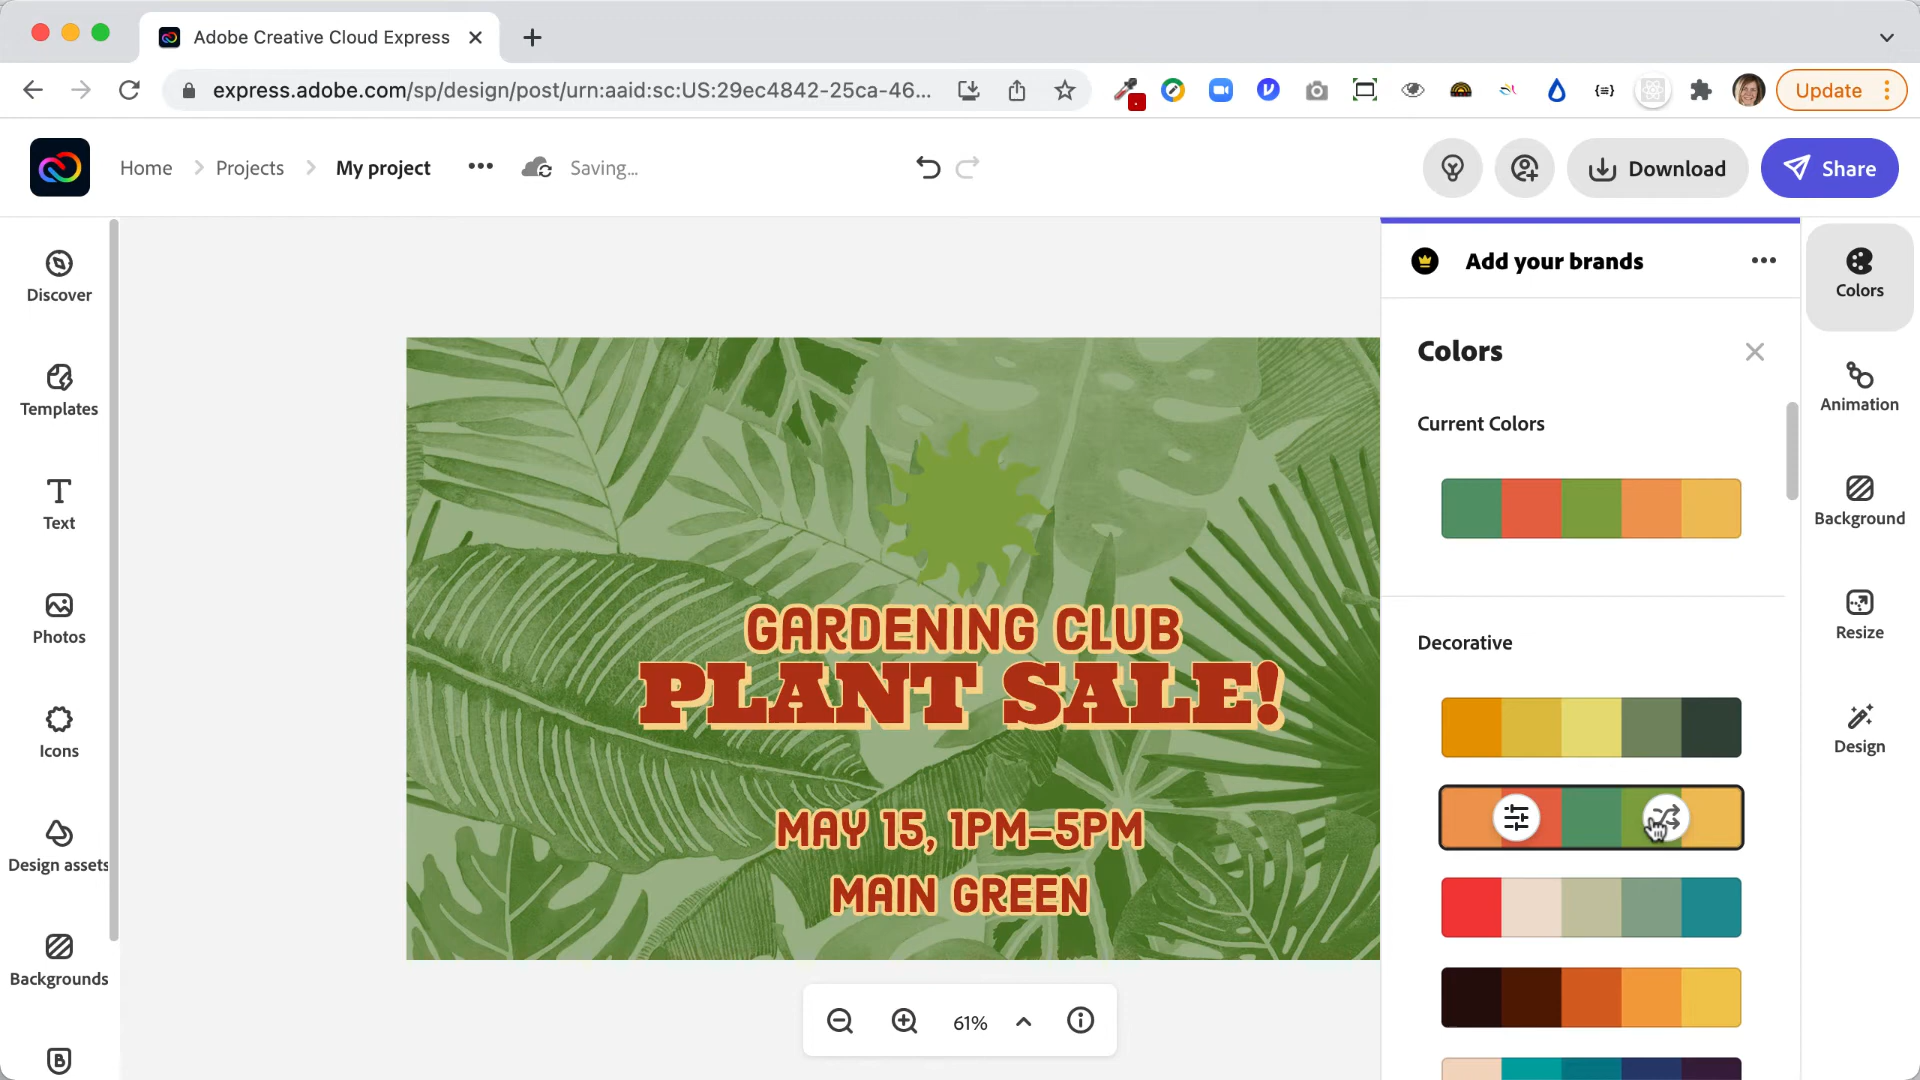 Adobe Creative Cloud Express
express.adobe.com/sp/design/post/urn:aaid:sc:US:29ec4842-25ca-46...
Update
Home
Projects
My project
Saving...
Download
Share
Discover
Templates
Text
Photos
Icons
Design assets
Backgrounds
B
GARDENING CLUB
PLANT SALE!
MAY 15, 1PM–5PM
MAIN GREEN
61%
Add your brands
Colors
Current Colors
Decorative
Colors
Animation
Background
Resize
Design